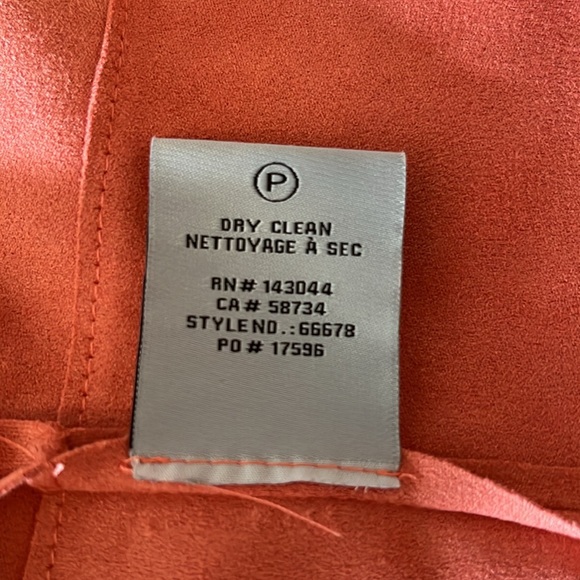 P
DRY CLEAN
NETTOYAGE À SEC
RN# 143044
CA# 58734
STYLE NO.:66678
PO # 17596